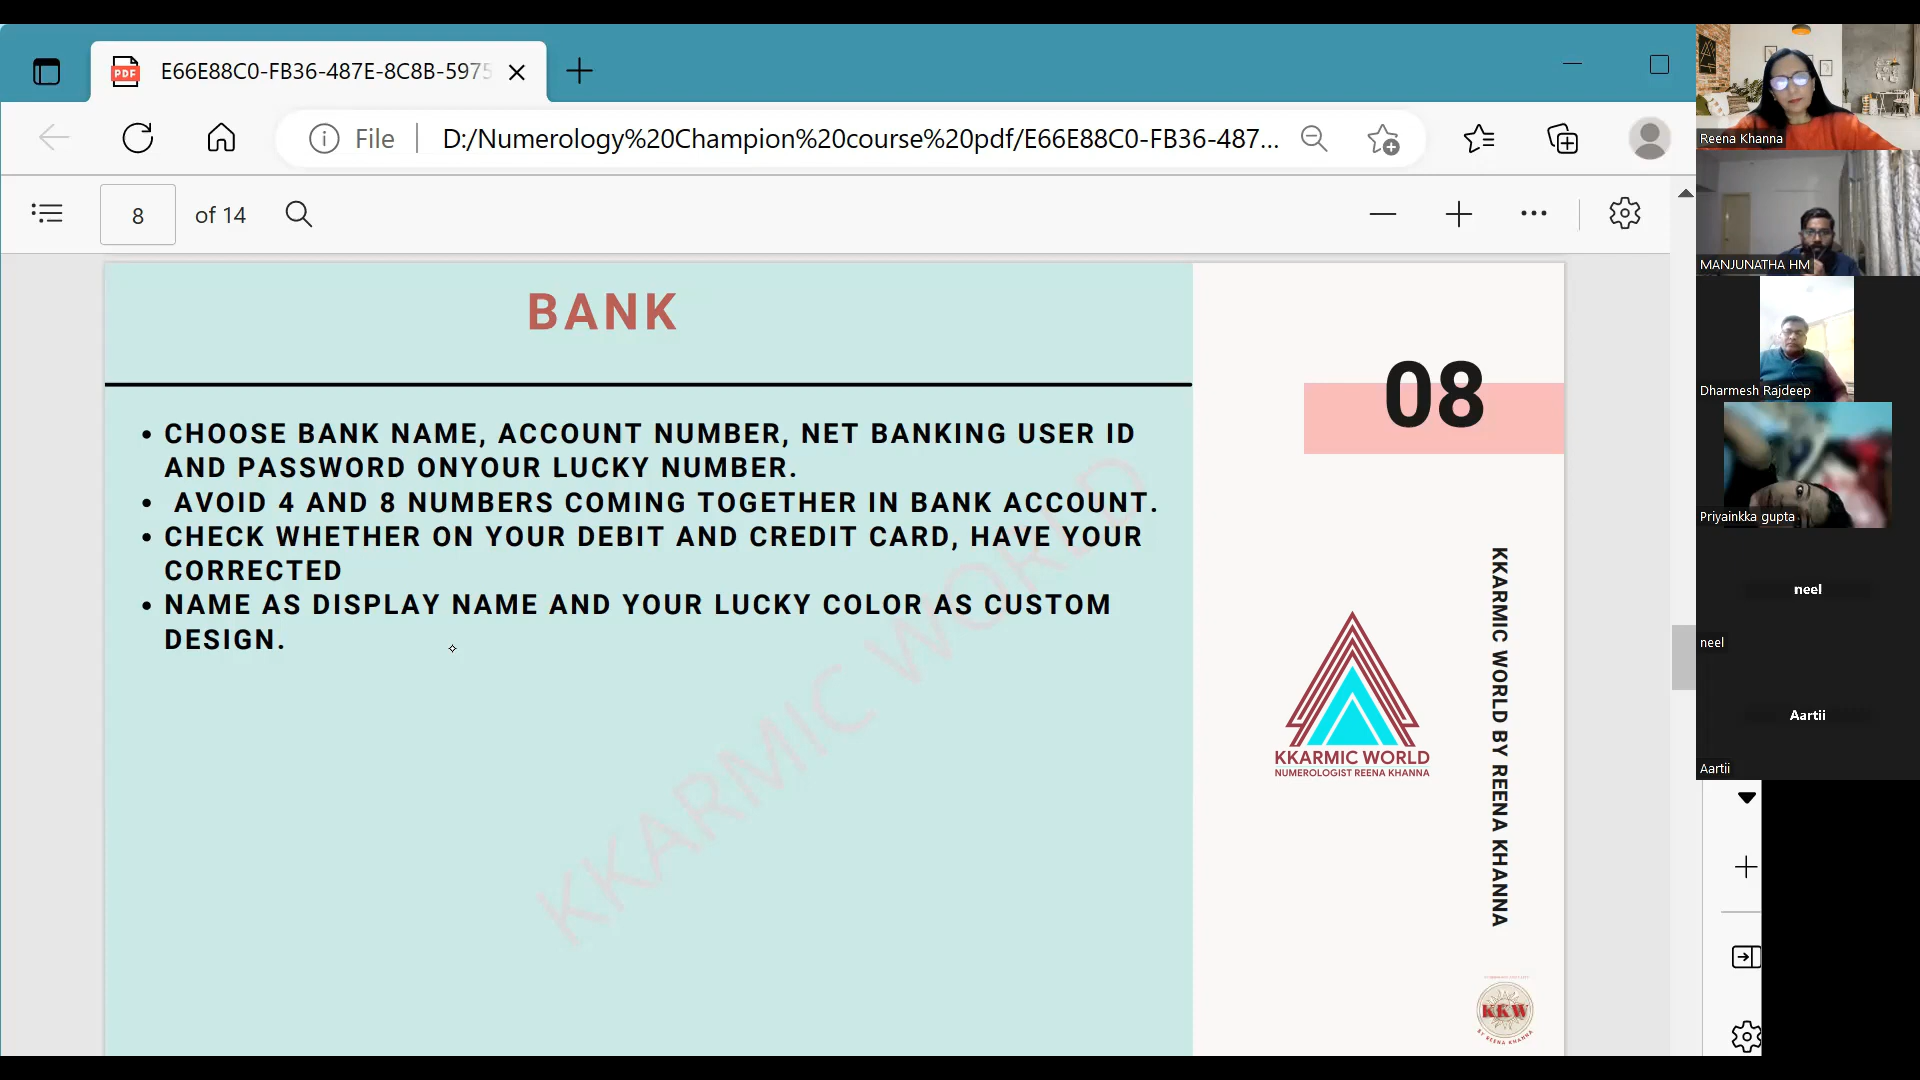 E66E88C0-FB36-487E-8C8B-5975
File
D:/Numerology%20Champion%20course%20pdf/E66E88C0-FB36-487...
8
of 14
BANK
08
CHOOSE BANK NAME, ACCOUNT NUMBER, NET BANKING USER ID
AND PASSWORD ONYOUR LUCKY NUMBER.
AVOID 4 AND 8 NUMBERS COMING TOGETHER IN BANK ACCOUNT.
CHECK WHETHER ON YOUR DEBIT AND CREDIT CARD, HAVE YOUR
CORRECTED
NAME AS DISPLAY NAME AND YOUR LUCKY COLOR AS CUSTOM
DESIGN.
KKARMIC WORLD
KKARMIC WORLD
NUMEROLOGIST REENA KHANNA
KKARMIC WORLD BY REENA KHANNA
KKW
BY REENA KHANNA
Reena Khanna
MANJUNATHA HM
Dharmesh Rajdeep
Priyainkka gupta
neel
neel
Aartii
Aartii